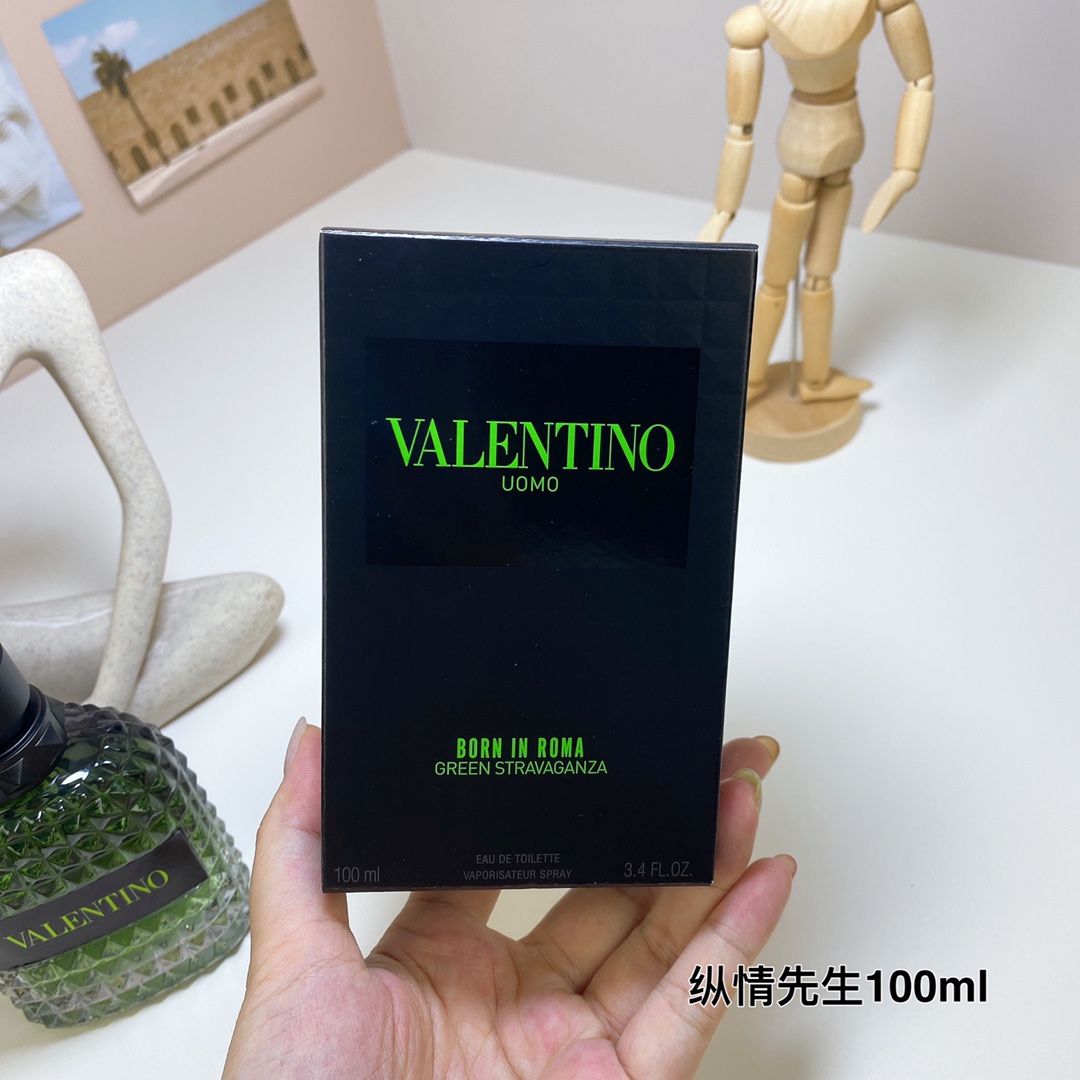 VALENTINO
UOMO
BORN IN ROMA
GREEN STRAVAGANZA
EAU DE TOILETTE
100 ml VAPORISATEUR SPRAY 3.4 FL.OZ.
VALENTINO
纵情先生100ml